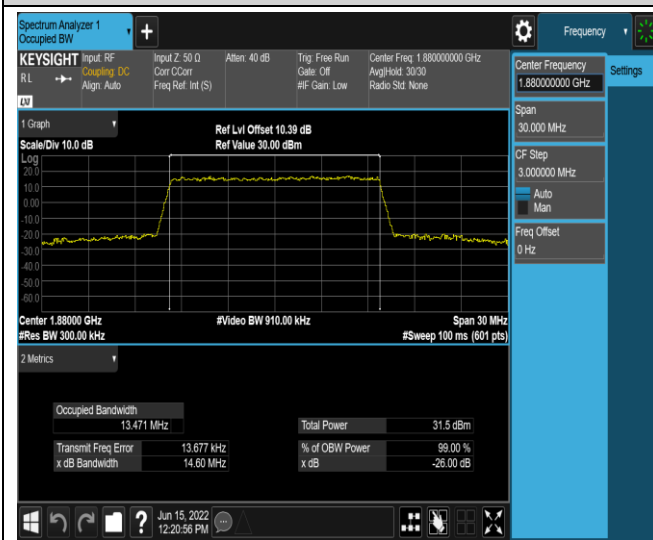 Spectrum Analyzer 1
Occupied BW
+
Frequency
KEYSIGHT
RL
LXI
Input: RF
Coupling: DC
Align: Auto
Input Z: 50 Ω
Corr CCorr
Freq Ref: Int (S)
Atten: 40 dB
Trig: Free Run
Gate: Off
#IF Gain: Low
Center Freq: 1.880000000 GHz
Avg|Hold: 30/30
Radio Std: None
Center Frequency
1.880000000 GHz
Settings
Span
30.000 MHz
CF Step
3.000000 MHz
Auto
Man
Freq Offset
0 Hz
1 Graph
Scale/Div 10.0 dB
Ref Lvl Offset 10.39 dB
Ref Value 30.00 dBm
Log
20.0
10.0
0.00
-10.0
-20.0
-30.0
-40.0
-50.0
-60.0
Center 1.88000 GHz
#Video BW 910.00 kHz
Span 30 MHz
#Res BW 300.00 kHz
#Sweep 100 ms (601 pts)
2 Metrics
Occupied Bandwidth
13.471 MHz
Total Power 31.5 dBm
Transmit Freq Error 13.677 kHz
% of OBW Power 99.00 %
x dB Bandwidth 14.60 MHz
x dB -26.00 dB
?
Jun 15, 2022
12:20:56 PM